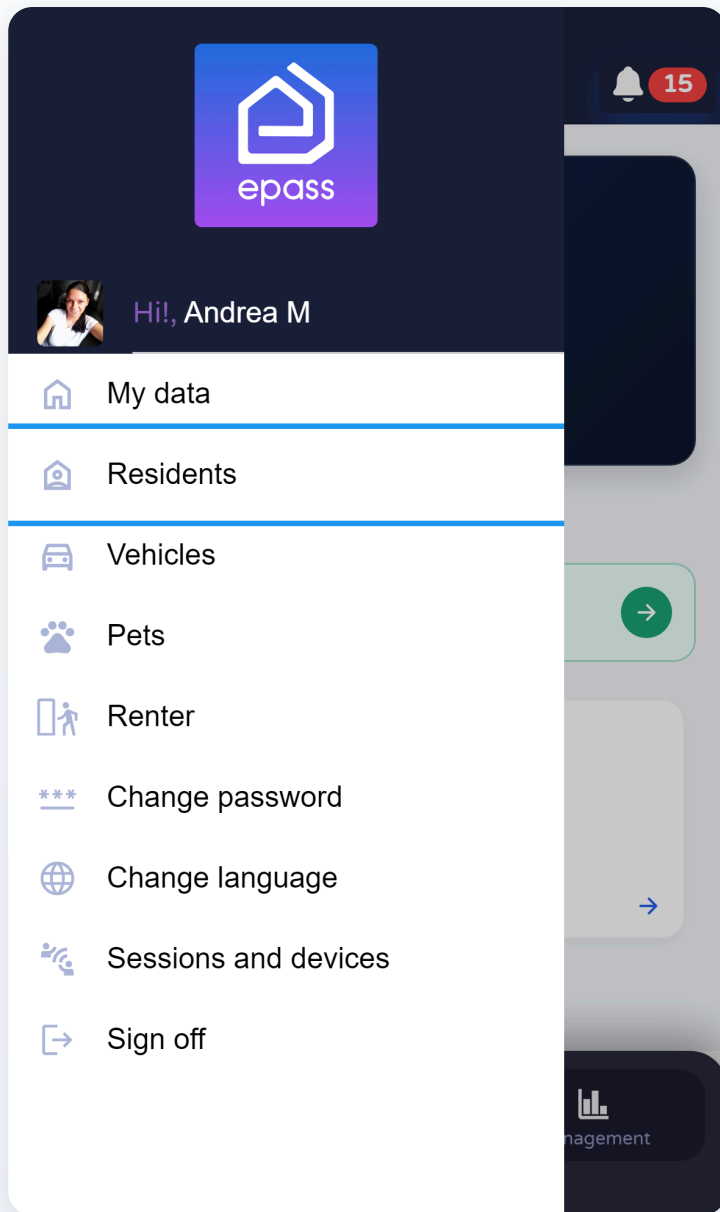 15
epass
Hi!, Andrea M
My data
Residents
Vehicles
Pets
Renter
***
Change password
Change language
Sessions and devices
Sign off
nagement